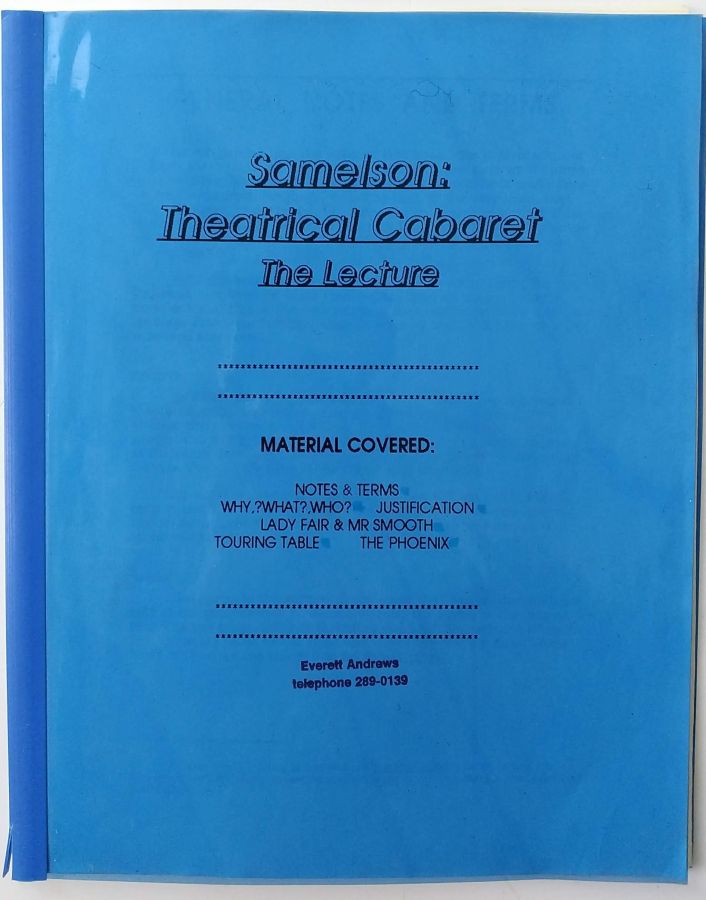 Samelson:
Theatrical Cabaret
The Lecture
MATERIAL COVERED:
NOTES & TERMS
WHY,?WHAT?,WHO? JUSTIFICATION
LADY FAIR & MR SMOOTH
TOURING TABLE THE PHOENIX
Everett Andrews
telephone 289-0139